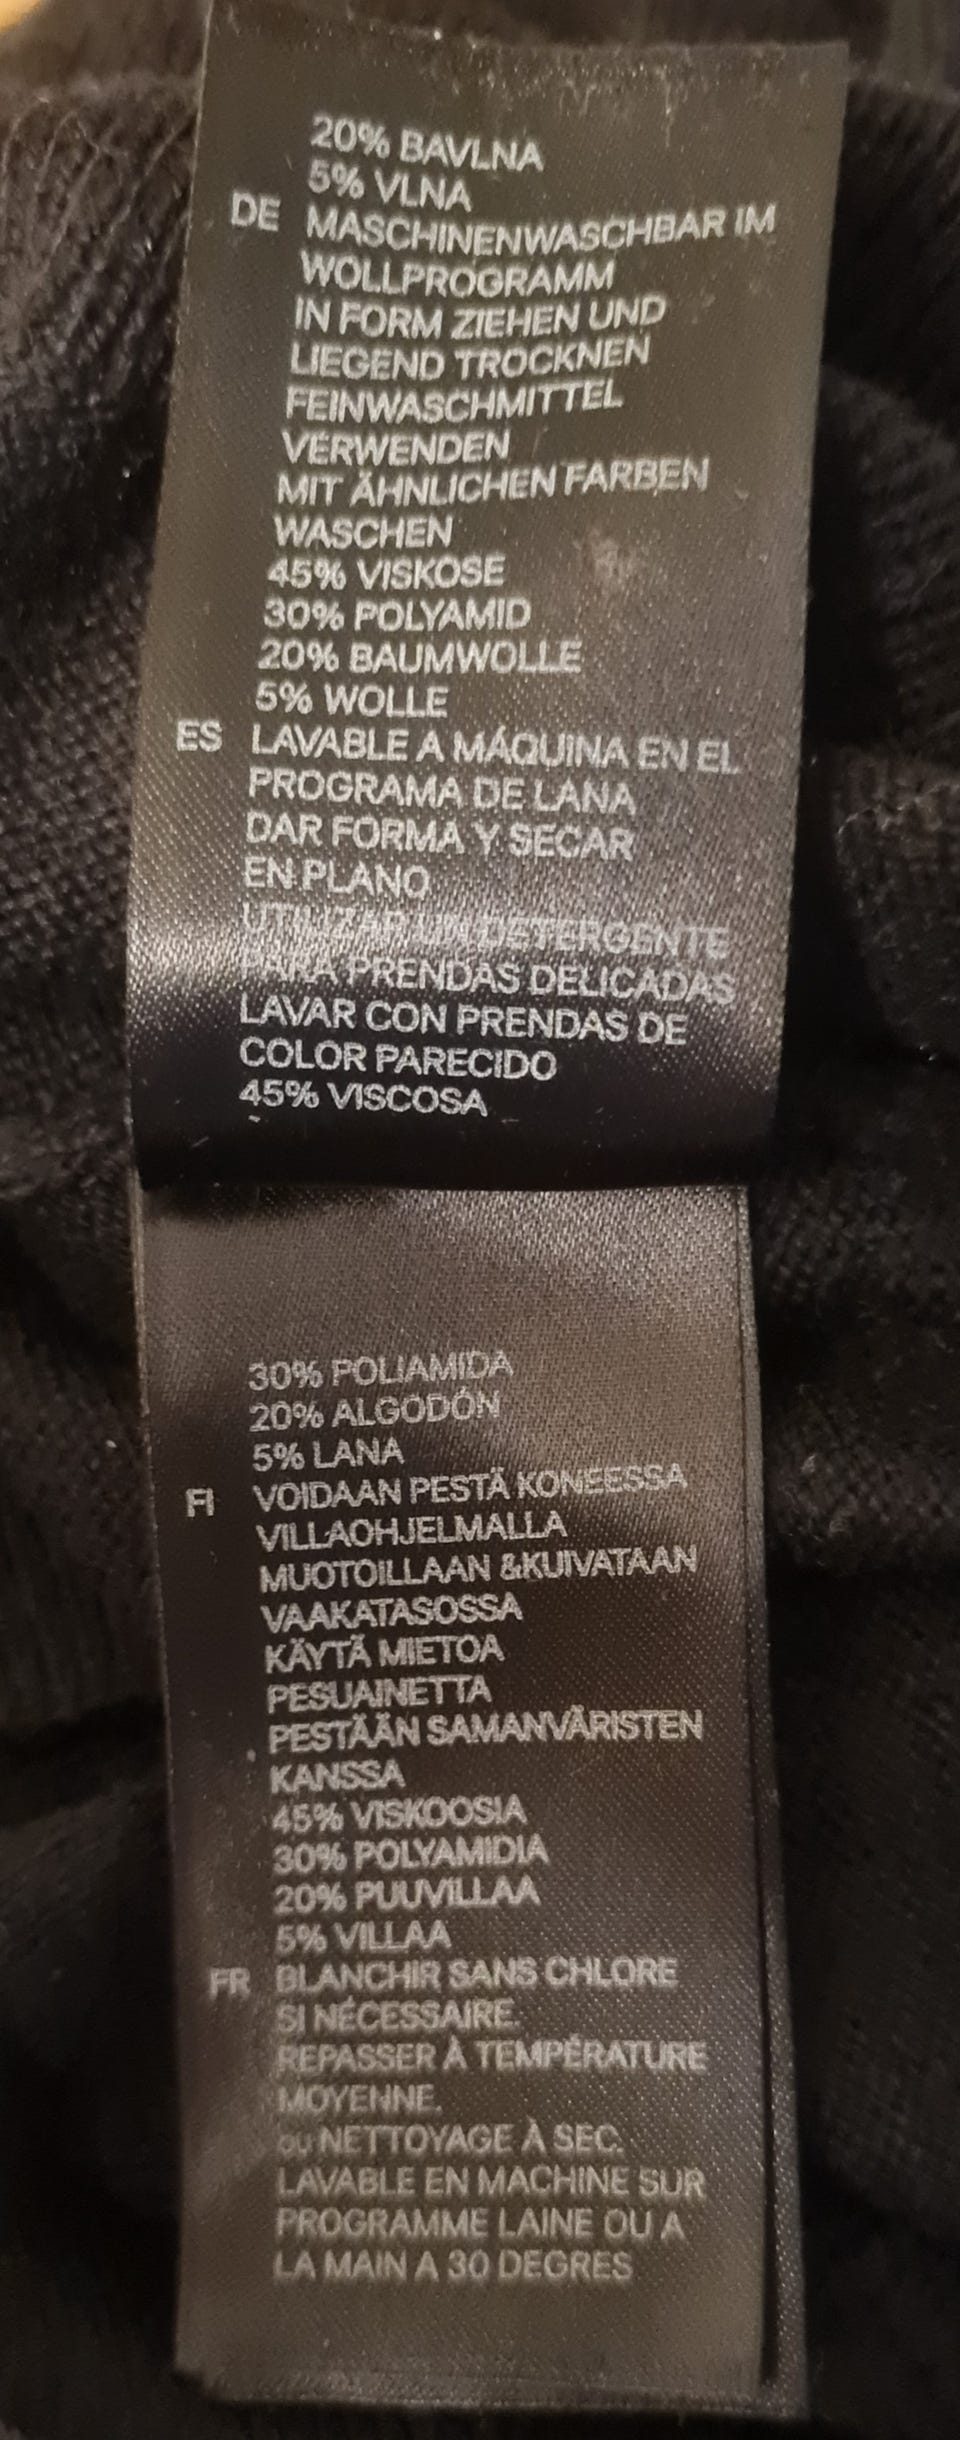 20% BAVLNA
5% VLNA
DE MASCHINENWASCHBAR IM
WOLLPROGRAMM
IN FORM ZIEHEN UND
LIEGEND TROCKNEN
FEINWASCHMITTEL
VERWENDEN
MIT ÄHNLICHEN FARBEN
WASCHEN
45% VISKOSE
30% POLYAMID
20% BAUMWOLLE
5% WOLLE
ES LAVABLE A MÁQUINA EN EL
PROGRAMA DE LANA
DAR FORMA Y SECAR
EN PLANO
UTILIZAR UN DETERGENTE
PARA PRENDAS DELICADAS
LAVAR CON PRENDAS DE
COLOR PARECIDO
45% VISCOSA
30% POLIAMIDA
20% ALGODÓN
5% LANA
FI VOIDAAN PESTÄ KONEESSA
VILLAOHJELMALLA
MUOTOILLAAN &KUIVATAAN
VAAKATASOSSA
KÄYTÄ MIETOA
PESUAINETTA
PESTÄÄN SAMANVÄRISTEN
KANSSA
45% VISKOOSIA
30% POLYAMIDIA
20% PUUVILLAA
5% VILLAA
FR BLANCHIR SANS CHLORE
SI NÉCESSAIRE.
REPASSER À TEMPÉRATURE
MOYENNE.
ou NETTOYAGE À SEC.
LAVABLE EN MACHINE SUR
PROGRAMME LAINE OU A
LA MAIN A 30 DEGRES